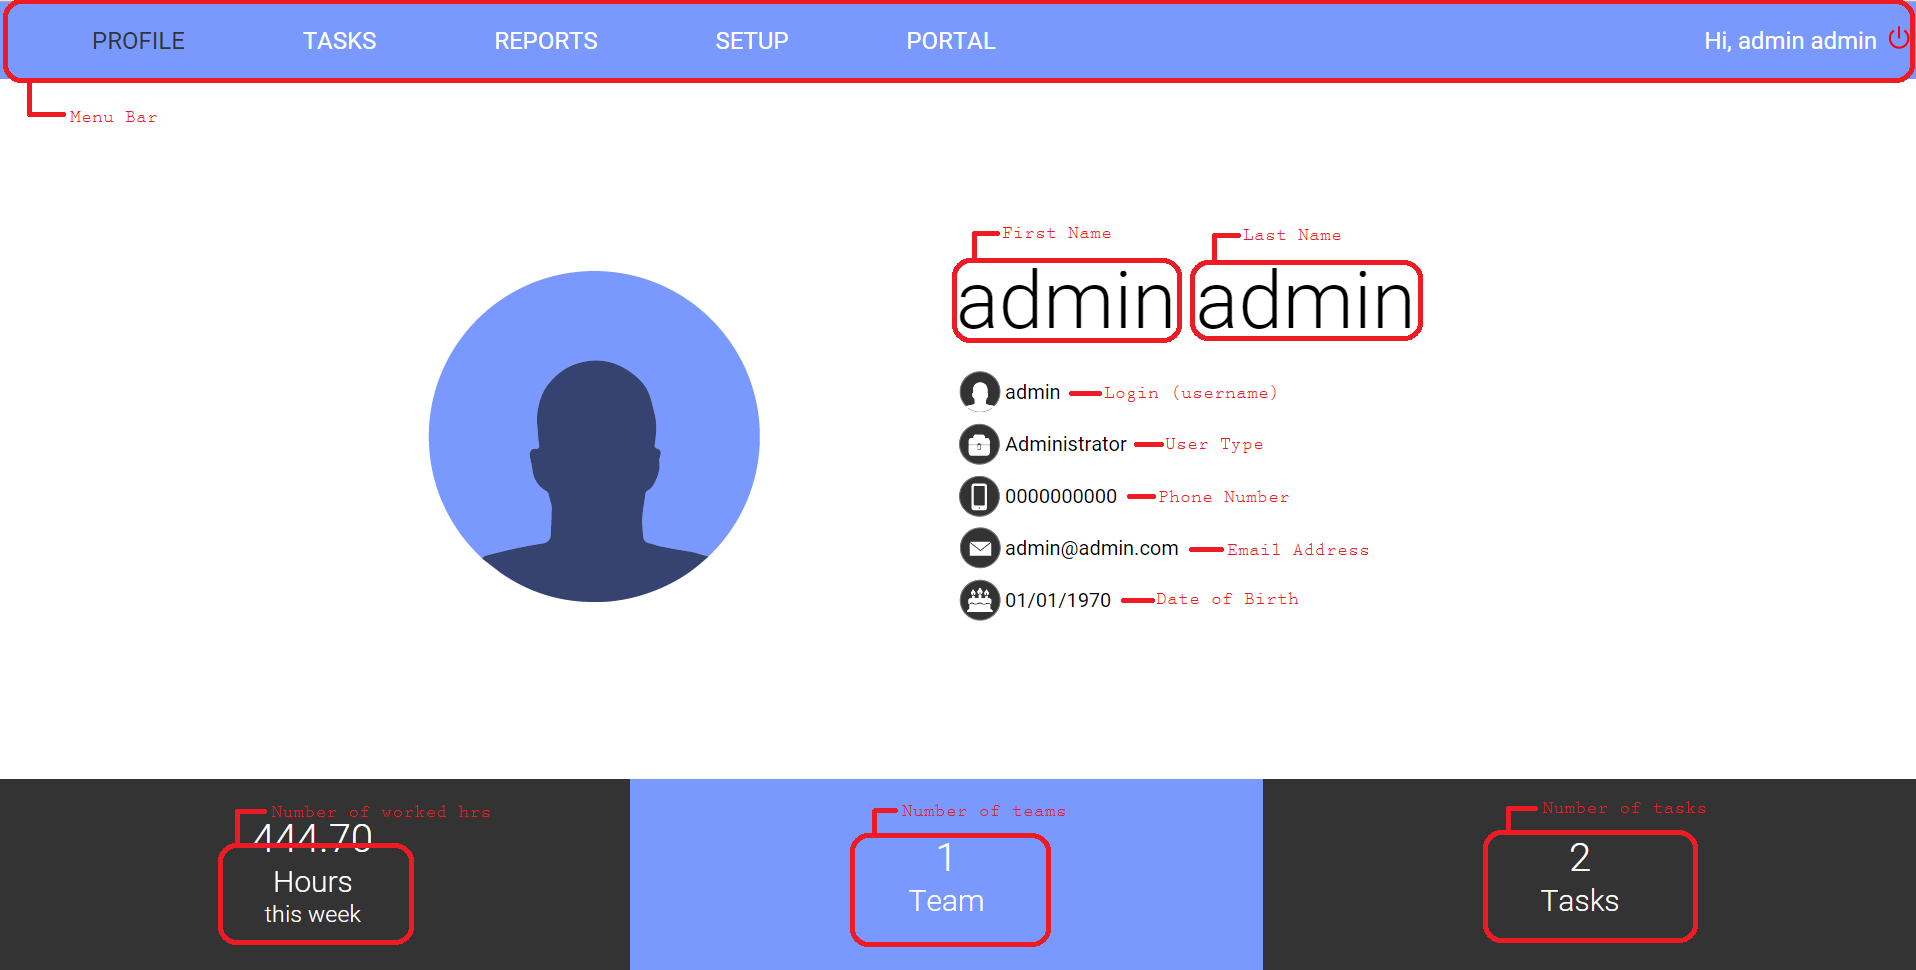 PROFILE TASKS REPORTS SETUP PORTAL Hi, admin admin
Menu Bar
First Name Last Name
admin admin
admin Login (username)
Administrator User Type
0000000000 Phone Number
admin@admin.com Email Address
01/01/1970 Date of Birth
Number of worked hrs
444.70
Hours
this week
Number of teams
1
Team
Number of tasks
2
Tasks